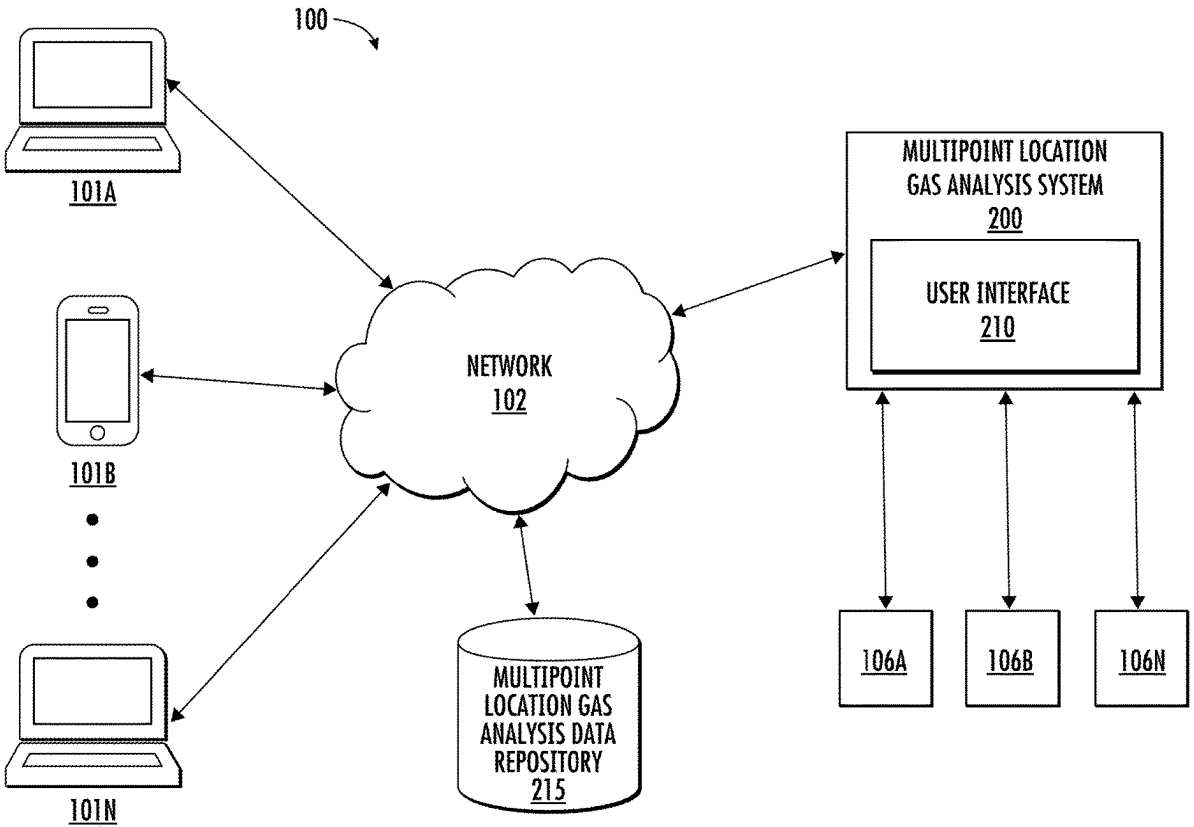 100
101A
MULTIPOINT LOCATION
GAS ANALYSIS SYSTEM
200
USER INTERFACE
210
NETWORK
102
101B
106A
106B
106N
MULTIPOINT
LOCATION GAS
ANALYSIS DATA
REPOSITORY
215
101N